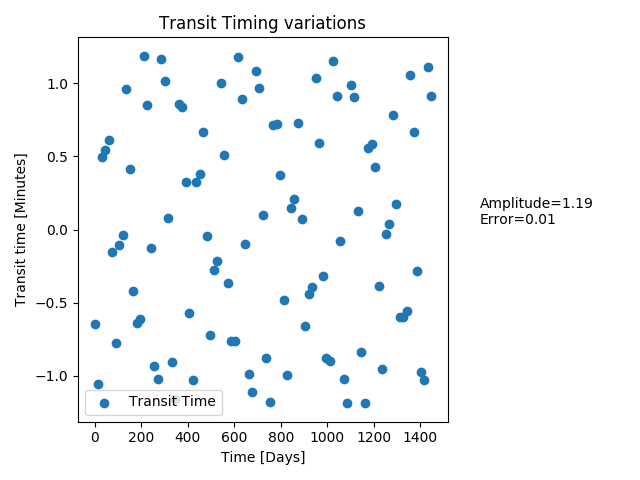 Transit Timing variations
Transit time [Minutes]
1.0
0.5
0.0
−0.5
−1.0
Transit Time
0
200
400
600
800
1000
1200
1400
Time [Days]
Amplitude=1.19
Error=0.01